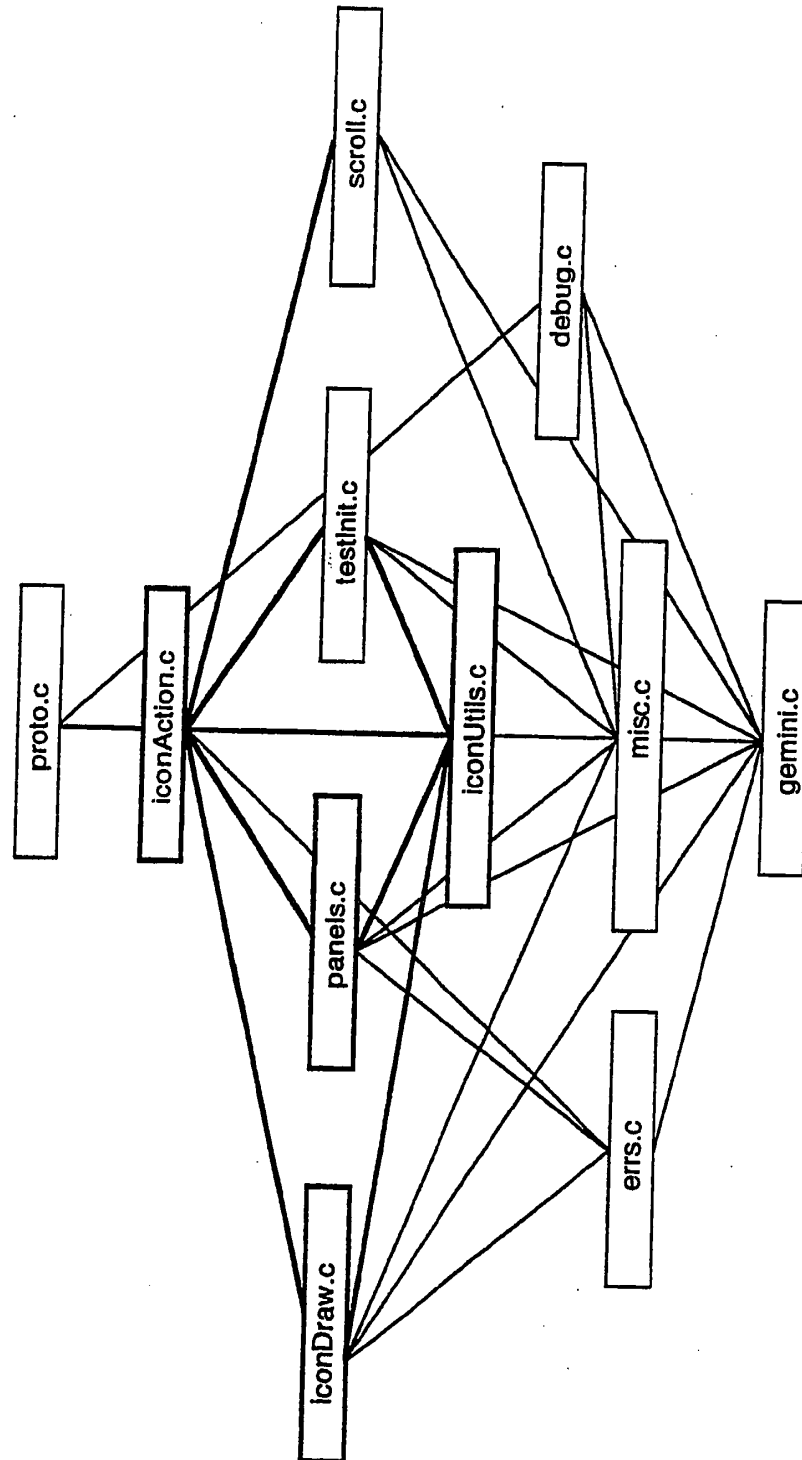 proto.c
iconAction.c
iconDraw.c
panels.c
testInit.c
scroll.c
iconUtils.c
debug.c
errs.c
misc.c
gemini.c